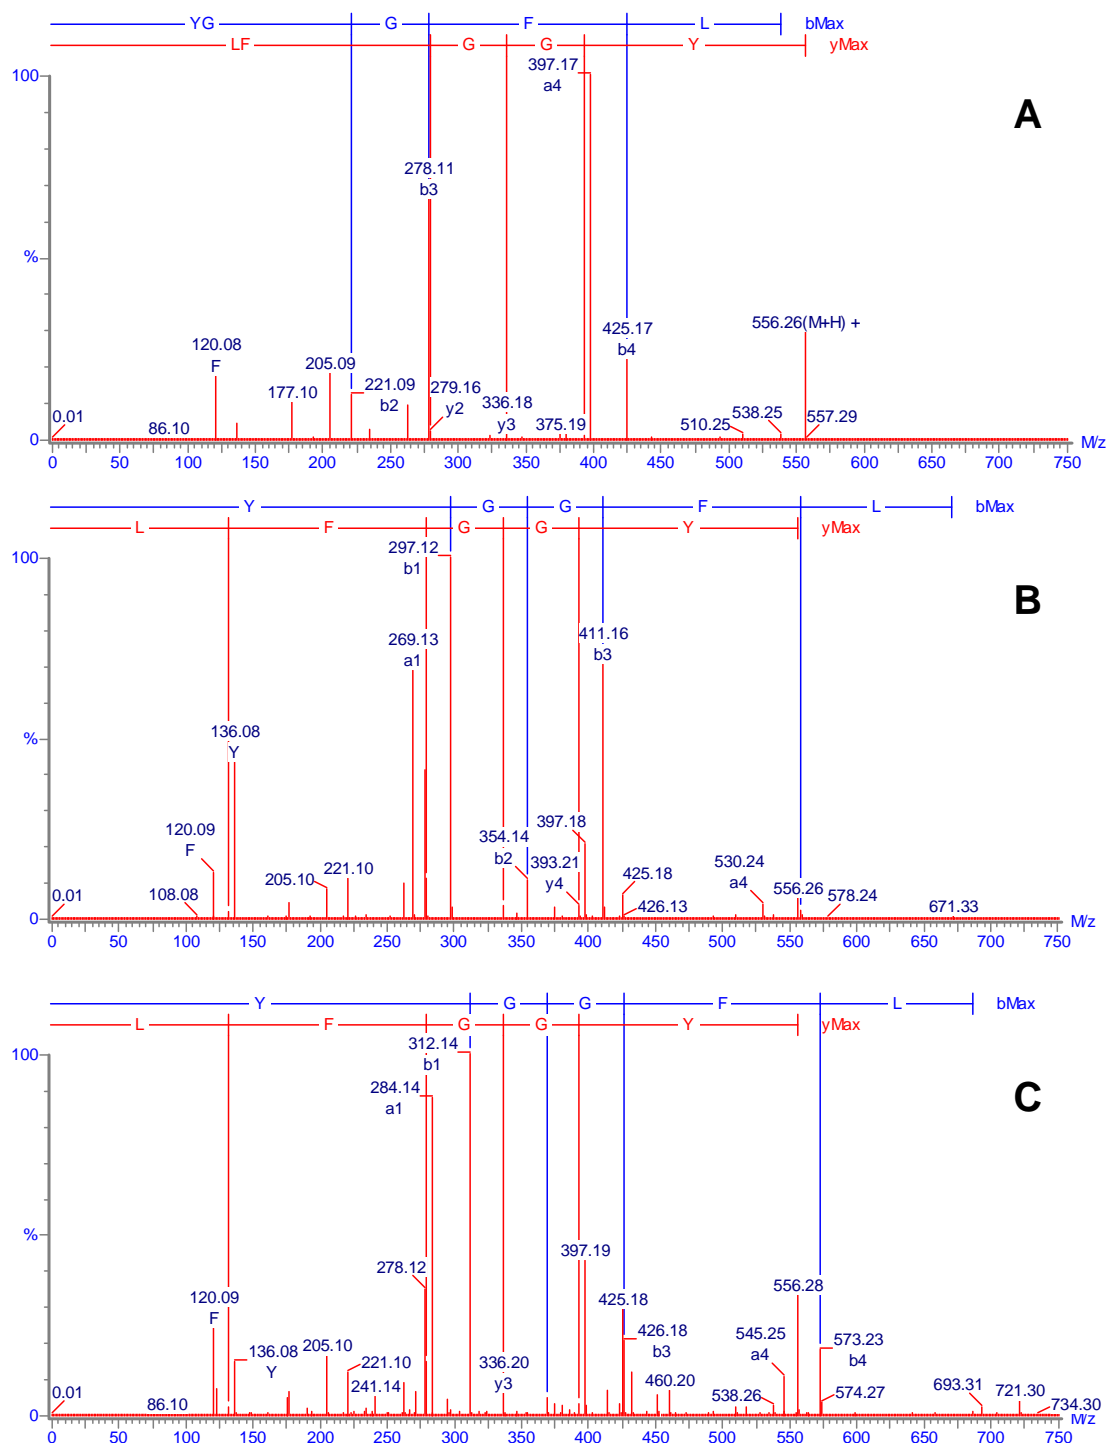 YG G F L bMax
LF G G Y yMax
A
100
397.17
a4
278.11
b3
%
556.26(M+H) +
425.17
b4
120.08
F
205.09
177.10
221.09
b2
279.16
y2
336.18
y3
375.19
0.01
86.10
510.25
538.25
557.29
0
0 50 100 150 200 250 300 350 400 450 500 550 600 650 700 750
M/z
Y G G F L bMax
L F G G Y yMax
B
100
297.12
b1
269.13
a1
411.16
b3
136.08
Y
%
120.09
F
397.18
354.14
b2
393.21
y4
530.24
a4
205.10
221.10
425.18
426.13
556.26
578.24
0.01
108.08
671.33
0
0 50 100 150 200 250 300 350 400 450 500 550 600 650 700 750
M/z
Y G G F L bMax
L F G G Y yMax
C
100
312.14
b1
284.14
a1
%
397.19
278.12
120.09
F
425.18
556.28
136.08
Y
205.10
221.10
426.18
b3
545.25
a4
573.23
b4
0.01
86.10
241.14
336.20
y3
460.20
538.26
574.27
693.31
721.30
734.30
0
0 50 100 150 200 250 300 350 400 450 500 550 600 650 700 750
M/z